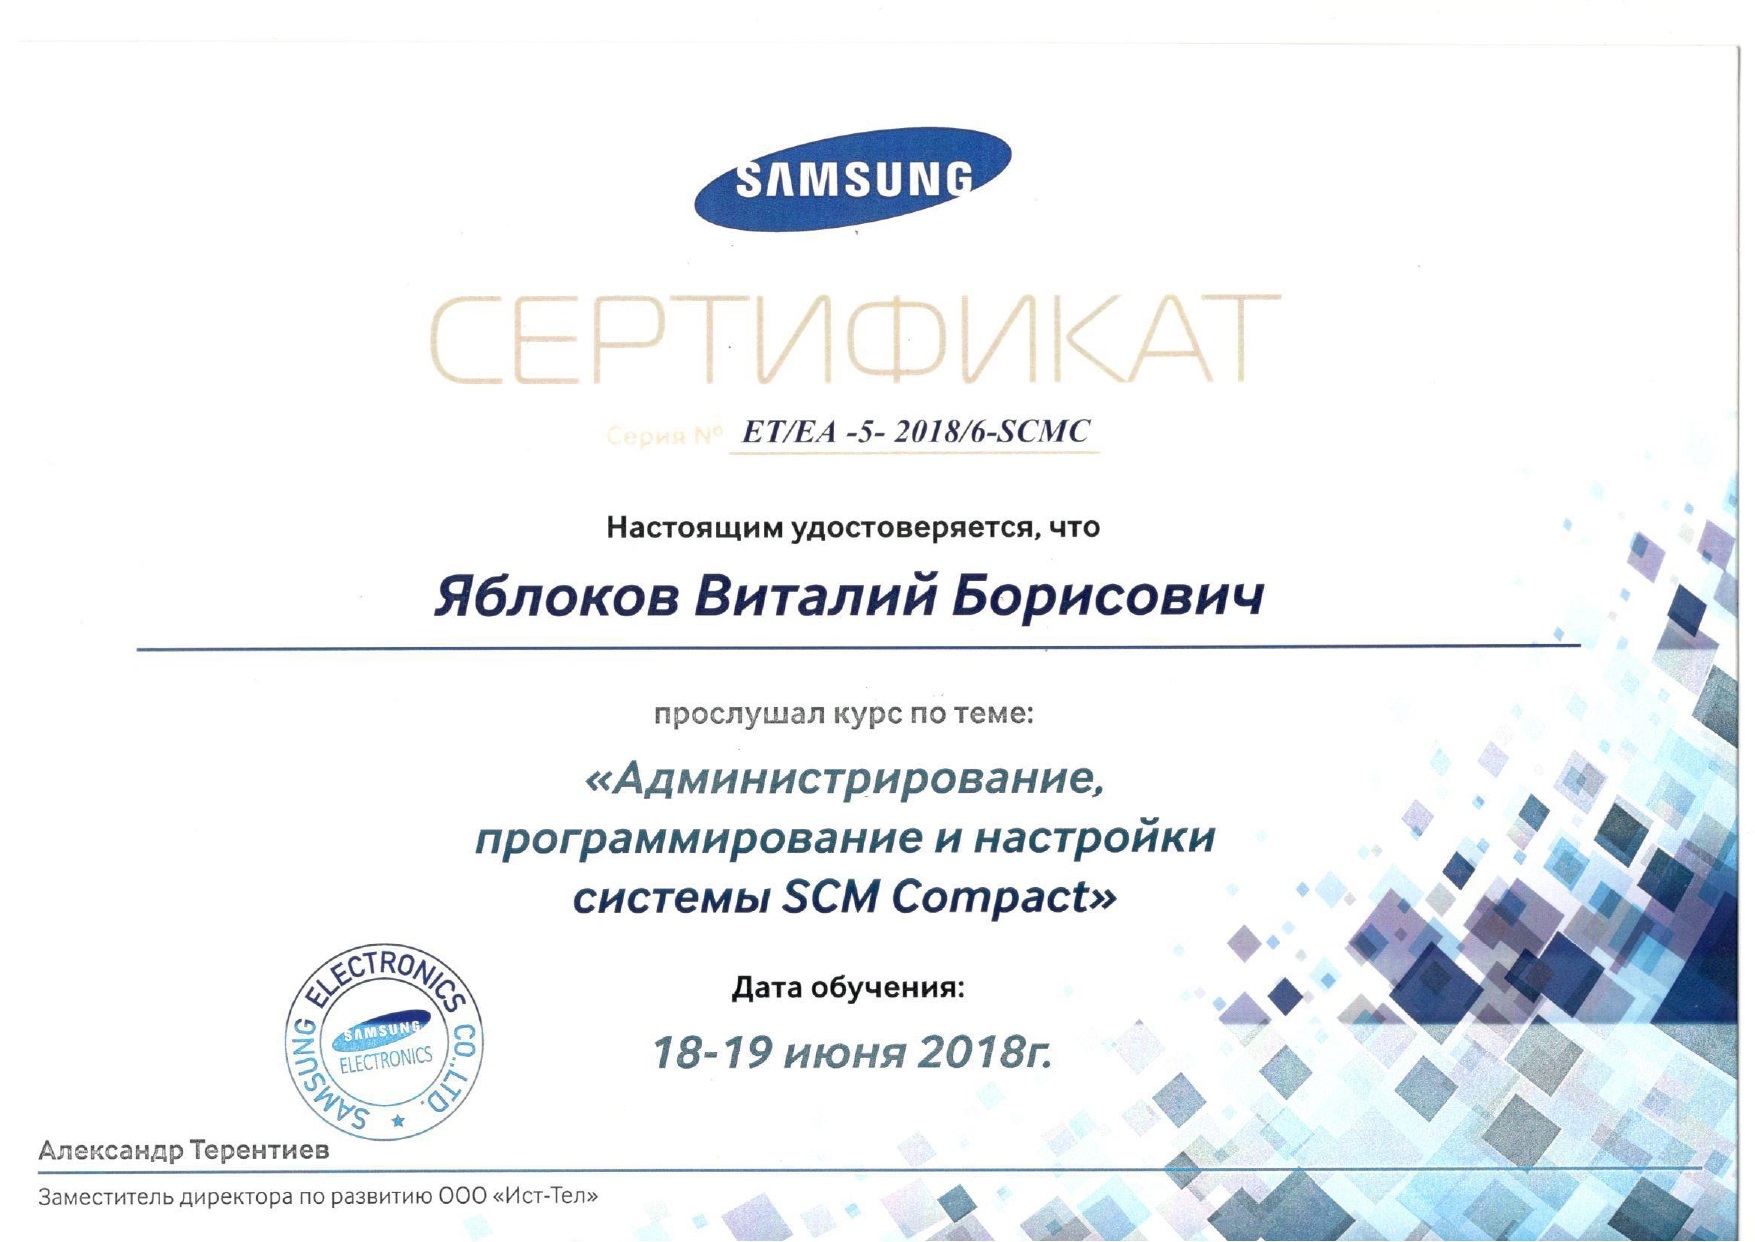 SAMSUNG
СЕРТИФИКАТ
Серия № ET/EA -5- 2018/6-SCMC
Настоящим удостоверяется, что
Яблоков Виталий Борисович
прослушал курс по теме:
«Администрирование,
программирование и настройки
системы SCM Compact»
Дата обучения:
18-19 июня 2018г.
SAMSUNG ELECTRONICS CO.,LTD.
SAMSUNG
ELECTRONICS
Александр Терентиев
Заместитель директора по развитию ООО «Ист-Тел»